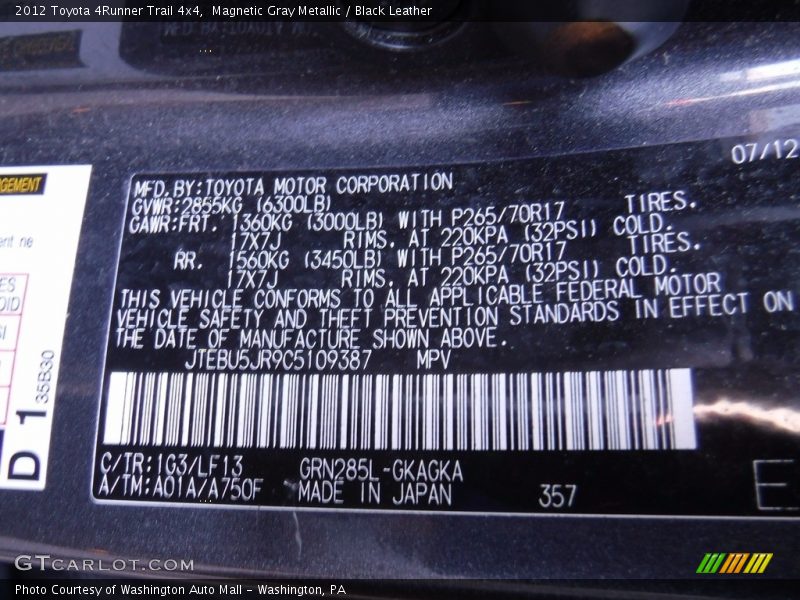 2012 Toyota 4Runner Trail 4x4, Magnetic Gray Metallic / Black Leather
07/12
MFD.BY:TOYOTA MOTOR CORPORATION
GVWR:2855KG (6300LB)
GAWR:FRT. 1360KG (3000LB) WITH P265/70R17 TIRES.
17X7J RIMS. AT 220KPA (32PSI) COLD.
RR. 1560KG (3450LB) WITH P265/70R17 TIRES.
17X7J RIMS. AT 220KPA (32PSI) COLD.
THIS VEHICLE CONFORMS TO ALL APPLICABLE FEDERAL MOTOR
VEHICLE SAFETY AND THEFT PREVENTION STANDARDS IN EFFECT ON
THE DATE OF MANUFACTURE SHOWN ABOVE.
JTEBU5JR9C5109387 MPV
C/TR:1G3/LF13 GRN285L-GKAGKA
A/TM:A01A/A750F MADE IN JAPAN 357
E
D 1 35B30
GTcarlot.com
Photo Courtesy of Washington Auto Mall - Washington, PA